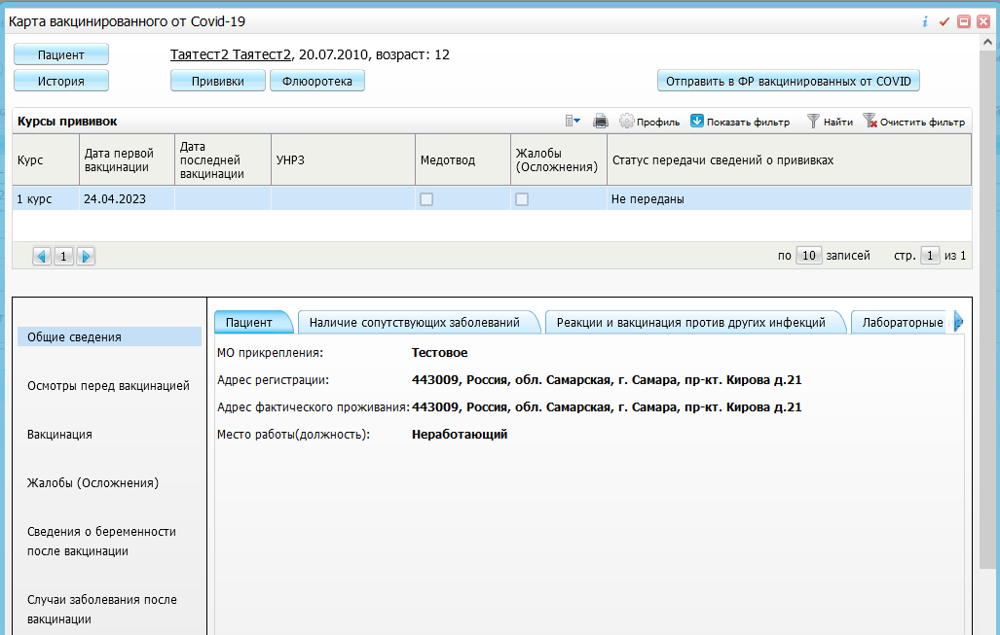 Карта вакцинированного от Covid-19
Пациент
Таятест2 Таятест2, 20.07.2010, возраст: 12
История
Прививки
Флюоротека
Отправить в ФР вакцинированных от COVID
Курсы прививок
Профиль
Показать фильтр
Найти
Очистить фильтр
Курс
Дата первой
вакцинации
Дата
последней
вакцинации
УНРЗ
Медотвод
Жалобы
(Осложнения)
Статус передачи сведений о прививках
1 курс
24.04.2023
Не переданы
1
по 10 записей
стр. 1 из 1
Общие сведения
Осмотры перед вакцинацией
Вакцинация
Жалобы (Осложнения)
Сведения о беременности
после вакцинации
Случаи заболевания после
вакцинации
Пациент
Наличие сопутствующих заболеваний
Реакции и вакцинация против других инфекций
Лабораторные
МО прикрепления: Тестовое
Адрес регистрации: 443009, Россия, обл. Самарская, г. Самара, пр-кт. Кирова д.21
Адрес фактического проживания: 443009, Россия, обл. Самарская, г. Самара, пр-кт. Кирова д.21
Место работы(должность): Неработающий